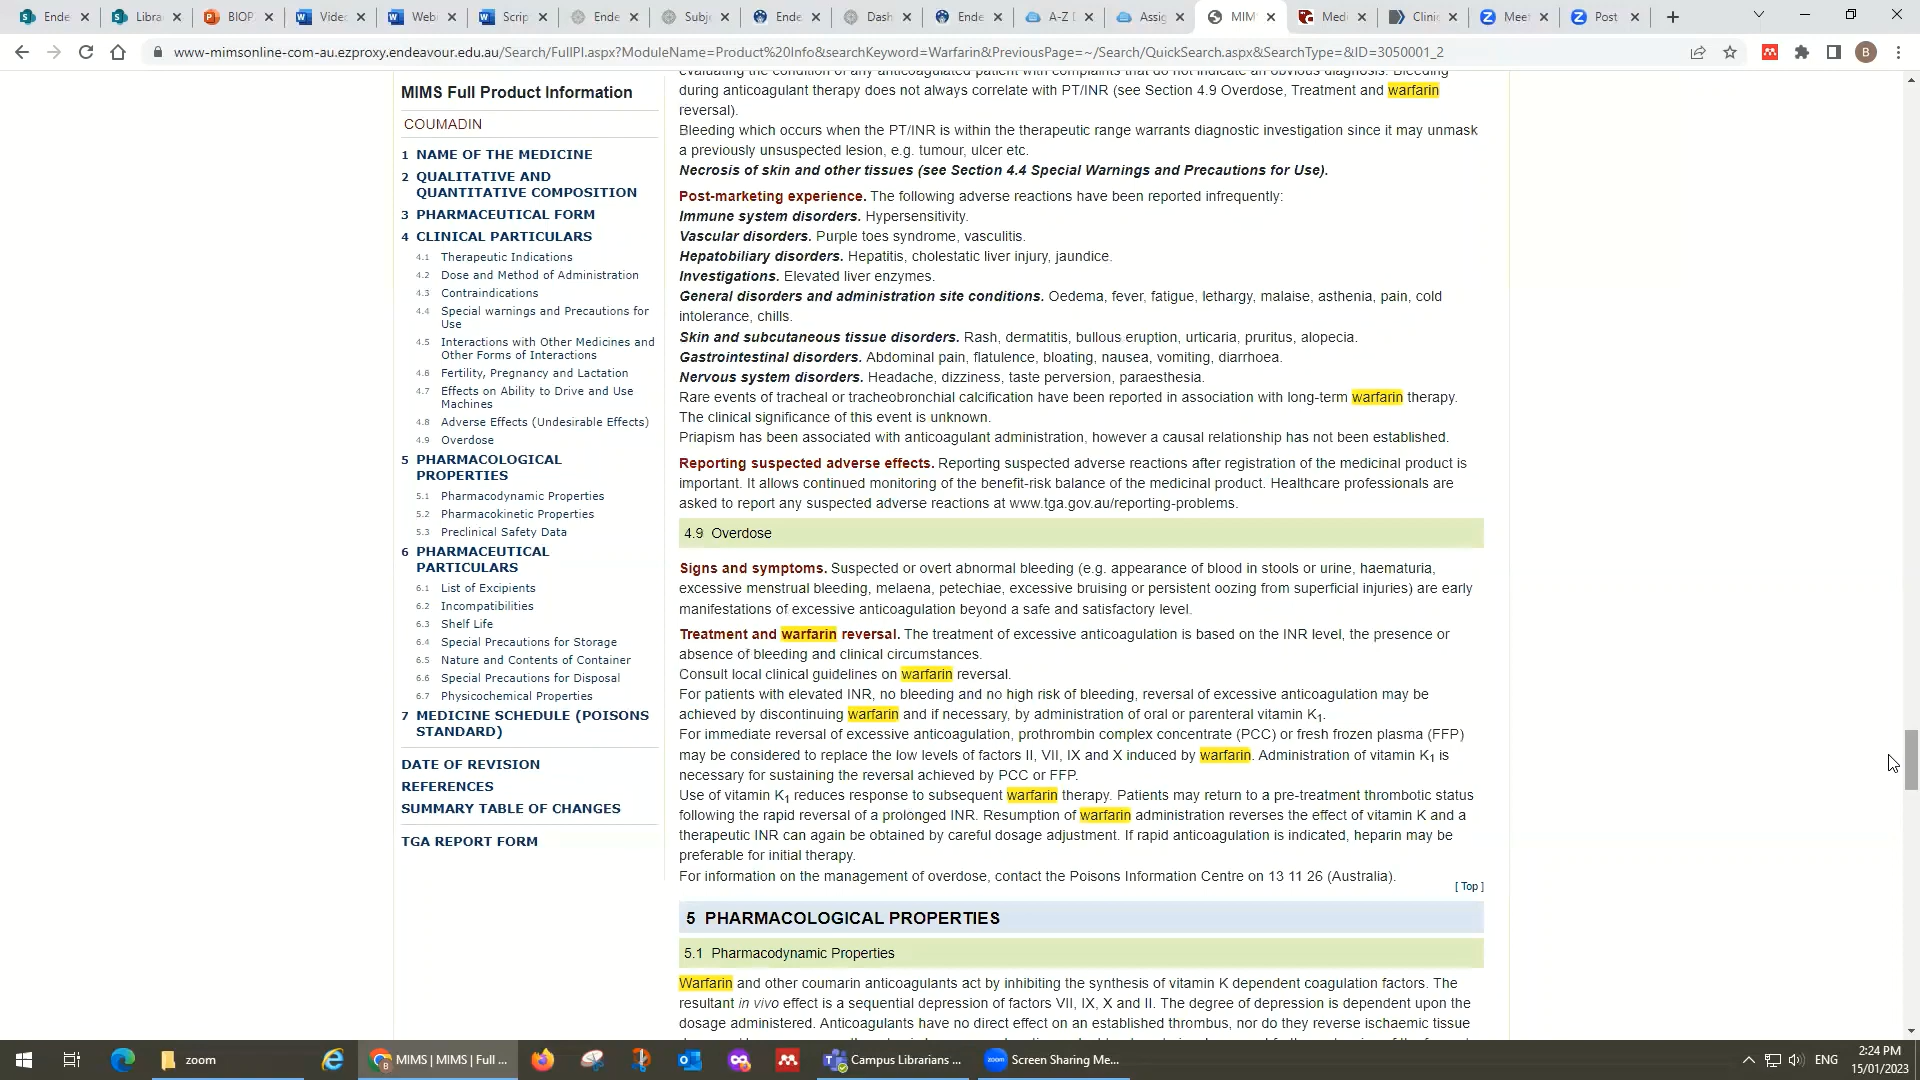 Ende
Libra
BIOP
Video
Web
Scrip
Ende
Subje
Ende
Dash
Ende
A-Z D
Assig
MIM
Medi
Clinic
Meet
Post
www-mimsonline-com-au.ezproxy.endeavour.edu.au/Search/FullPI.aspx?ModuleName=Product%20Info&searchKeyword=Warfarin&PreviousPage=~/Search/QuickSearch.aspx&SearchType=&ID=3050001_2
B
MIMS Full Product Information
COUMADIN
1 NAME OF THE MEDICINE
2 QUALITATIVE AND
QUANTITATIVE COMPOSITION
3 PHARMACEUTICAL FORM
4 CLINICAL PARTICULARS
4.1 Therapeutic Indications
4.2 Dose and Method of Administration
4.3 Contraindications
4.4 Special warnings and Precautions for
Use
4.5 Interactions with Other Medicines and
Other Forms of Interactions
4.6 Fertility, Pregnancy and Lactation
4.7 Effects on Ability to Drive and Use
Machines
4.8 Adverse Effects (Undesirable Effects)
4.9 Overdose
5 PHARMACOLOGICAL
PROPERTIES
5.1 Pharmacodynamic Properties
5.2 Pharmacokinetic Properties
5.3 Preclinical Safety Data
6 PHARMACEUTICAL
PARTICULARS
6.1 List of Excipients
6.2 Incompatibilities
6.3 Shelf Life
6.4 Special Precautions for Storage
6.5 Nature and Contents of Container
6.6 Special Precautions for Disposal
6.7 Physicochemical Properties
7 MEDICINE SCHEDULE (POISONS
STANDARD)
DATE OF REVISION
REFERENCES
SUMMARY TABLE OF CHANGES
TGA REPORT FORM
evaluating the condition of any anticoagulated patient with complaints that do not indicate an obvious diagnosis. Bleeding
during anticoagulant therapy does not always correlate with PT/INR (see Section 4.9 Overdose, Treatment and warfarin
reversal).
Bleeding which occurs when the PT/INR is within the therapeutic range warrants diagnostic investigation since it may unmask
a previously unsuspected lesion, e.g. tumour, ulcer etc.
Necrosis of skin and other tissues (see Section 4.4 Special Warnings and Precautions for Use).
Post-marketing experience. The following adverse reactions have been reported infrequently:
Immune system disorders. Hypersensitivity.
Vascular disorders. Purple toes syndrome, vasculitis.
Hepatobiliary disorders. Hepatitis, cholestatic liver injury, jaundice.
Investigations. Elevated liver enzymes.
General disorders and administration site conditions. Oedema, fever, fatigue, lethargy, malaise, asthenia, pain, cold
intolerance, chills.
Skin and subcutaneous tissue disorders. Rash, dermatitis, bullous eruption, urticaria, pruritus, alopecia.
Gastrointestinal disorders. Abdominal pain, flatulence, bloating, nausea, vomiting, diarrhoea.
Nervous system disorders. Headache, dizziness, taste perversion, paraesthesia.
Rare events of tracheal or tracheobronchial calcification have been reported in association with long-term warfarin therapy.
The clinical significance of this event is unknown.
Priapism has been associated with anticoagulant administration, however a causal relationship has not been established.
Reporting suspected adverse effects. Reporting suspected adverse reactions after registration of the medicinal product is
important. It allows continued monitoring of the benefit-risk balance of the medicinal product. Healthcare professionals are
asked to report any suspected adverse reactions at www.tga.gov.au/reporting-problems.
4.9 Overdose
Signs and symptoms. Suspected or overt abnormal bleeding (e.g. appearance of blood in stools or urine, haematuria,
excessive menstrual bleeding, melaena, petechiae, excessive bruising or persistent oozing from superficial injuries) are early
manifestations of excessive anticoagulation beyond a safe and satisfactory level.
Treatment and warfarin reversal. The treatment of excessive anticoagulation is based on the INR level, the presence or
absence of bleeding and clinical circumstances.
Consult local clinical guidelines on warfarin reversal.
For patients with elevated INR, no bleeding and no high risk of bleeding, reversal of excessive anticoagulation may be
achieved by discontinuing warfarin and if necessary, by administration of oral or parenteral vitamin K1.
For immediate reversal of excessive anticoagulation, prothrombin complex concentrate (PCC) or fresh frozen plasma (FFP)
may be considered to replace the low levels of factors II, VII, IX and X induced by warfarin. Administration of vitamin K1 is
necessary for sustaining the reversal achieved by PCC or FFP.
Use of vitamin K1 reduces response to subsequent warfarin therapy. Patients may return to a pre-treatment thrombotic status
following the rapid reversal of a prolonged INR. Resumption of warfarin administration reverses the effect of vitamin K and a
therapeutic INR can again be obtained by careful dosage adjustment. If rapid anticoagulation is indicated, heparin may be
preferable for initial therapy.
For information on the management of overdose, contact the Poisons Information Centre on 13 11 26 (Australia).
[ Top ]
5 PHARMACOLOGICAL PROPERTIES
5.1 Pharmacodynamic Properties
Warfarin and other coumarin anticoagulants act by inhibiting the synthesis of vitamin K dependent coagulation factors. The
resultant in vivo effect is a sequential depression of factors VII, IX, X and II. The degree of depression is dependent upon the
dosage administered. Anticoagulants have no direct effect on an established thrombus, nor do they reverse ischaemic tissue
zoom
MIMS | MIMS | Full ...
Campus Librarians ...
Screen Sharing Me...
ENG
2:24 PM
15/01/2023